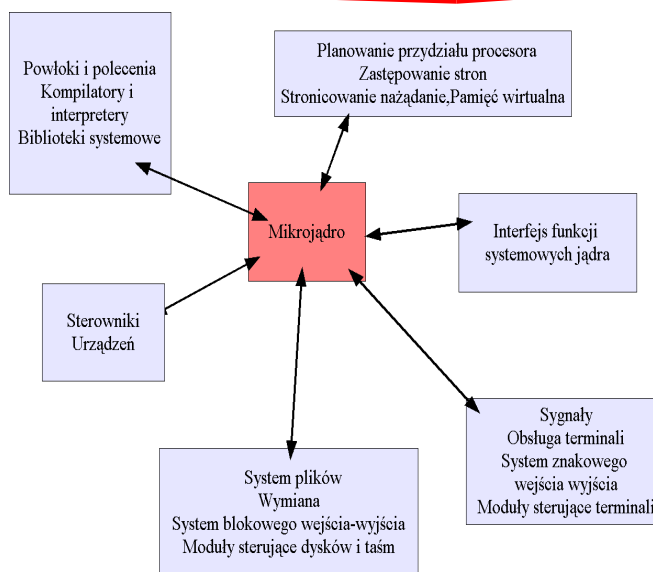 Powłoki i polecenia
Kompilatory i
interpretery
Biblioteki systemowe
Planowanie przydziału procesora
Zastępowanie stron
Stronicowanie nażądanie,Pamięć wirtualna
Mikrojądro
Interfejs funkcji
systemowych jądra
Sterowniki
Urządzeń
Sygnały
Obsługa terminali
System znakowego
wejścia wyjścia
Moduły sterujące terminali
System plików
Wymiana
System blokowego wejścia-wyjścia
Moduły sterujące dysków i taśm